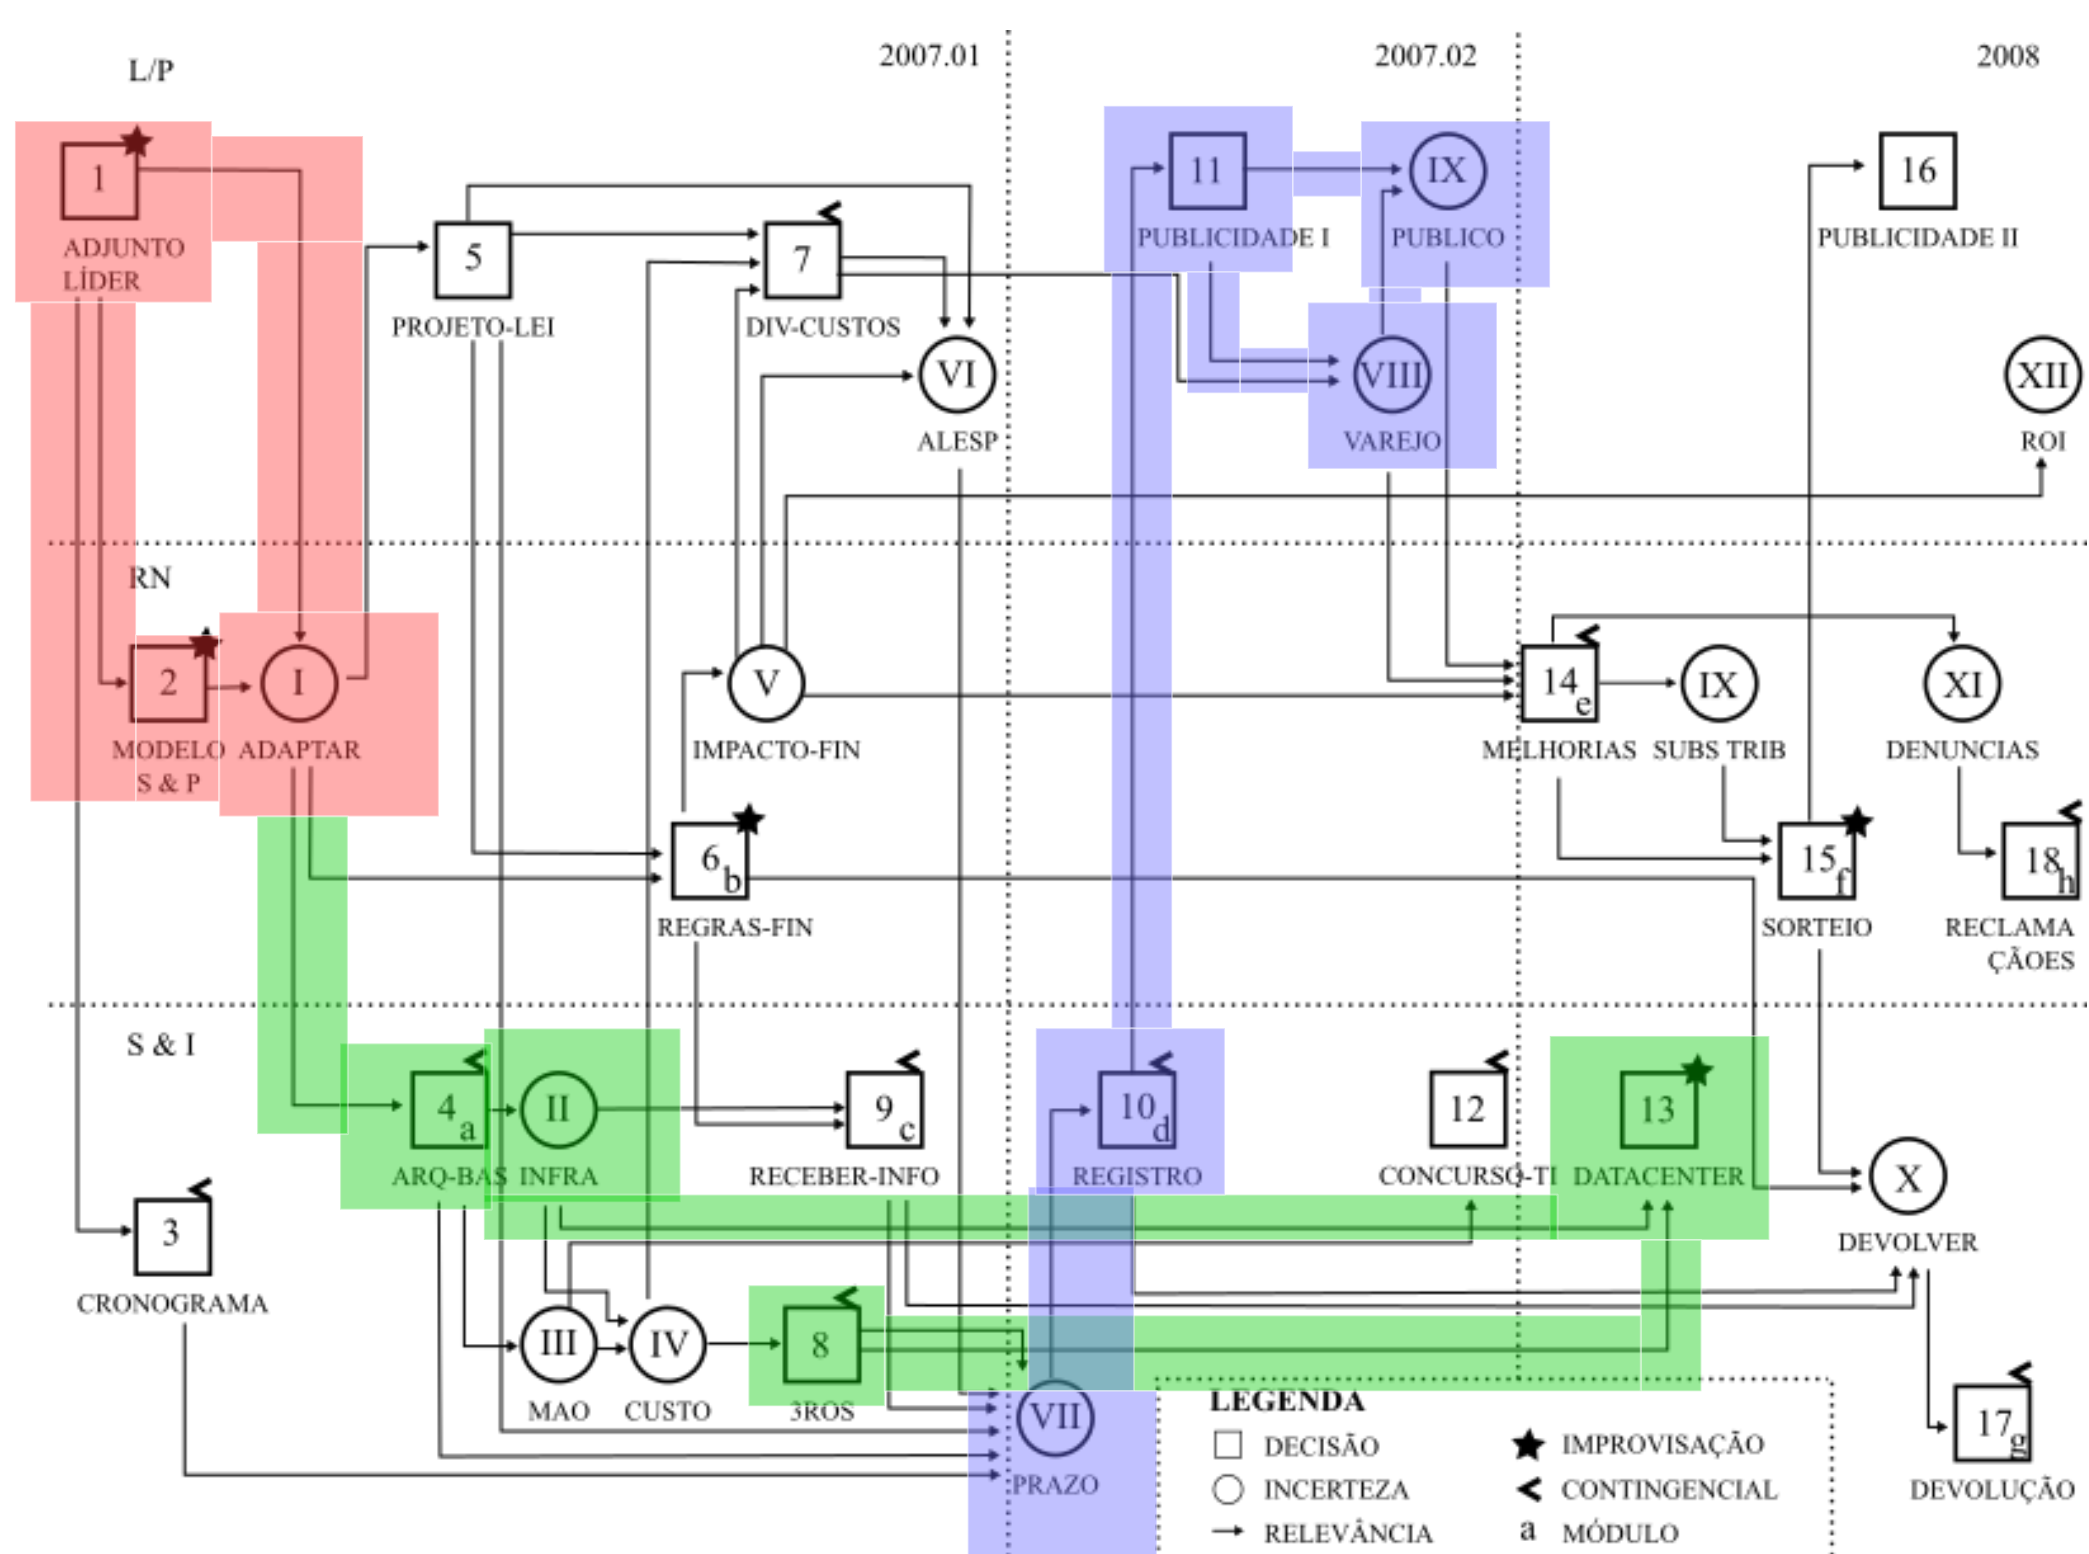 L/P
2007.01
2007.02
2008
1
ADJUNTO
LÍDER
5
PROJETO-LEI
7
DIV-CUSTOS
VI
ALESP
11
PUBLICIDADE I
IX
PUBLICO
VIII
VAREJO
16
PUBLICIDADE II
XII
ROI
RN
2
MODELO
S & P
I
ADAPTAR
V
IMPACTO-FIN
6 b
REGRAS-FIN
14 e
MELHORIAS
IX
SUBS TRIB
XI
DENUNCIAS
15 f
SORTEIO
18 h
RECLAMA
ÇÃOES
S & I
4 a
ARQ-BAS
II
INFRA
9 c
RECEBER-INFO
10 d
REGISTRO
12
CONCURSO-TI
13
DATACENTER
X
DEVOLVER
3
CRONOGRAMA
III
MAO
IV
CUSTO
8
3ROS
VII
PRAZO
17 g
DEVOLUÇÃO
LEGENDA
DECISÃO
INCERTEZA
RELEVÂNCIA
IMPROVISAÇÃO
CONTINGENCIAL
a MÓDULO